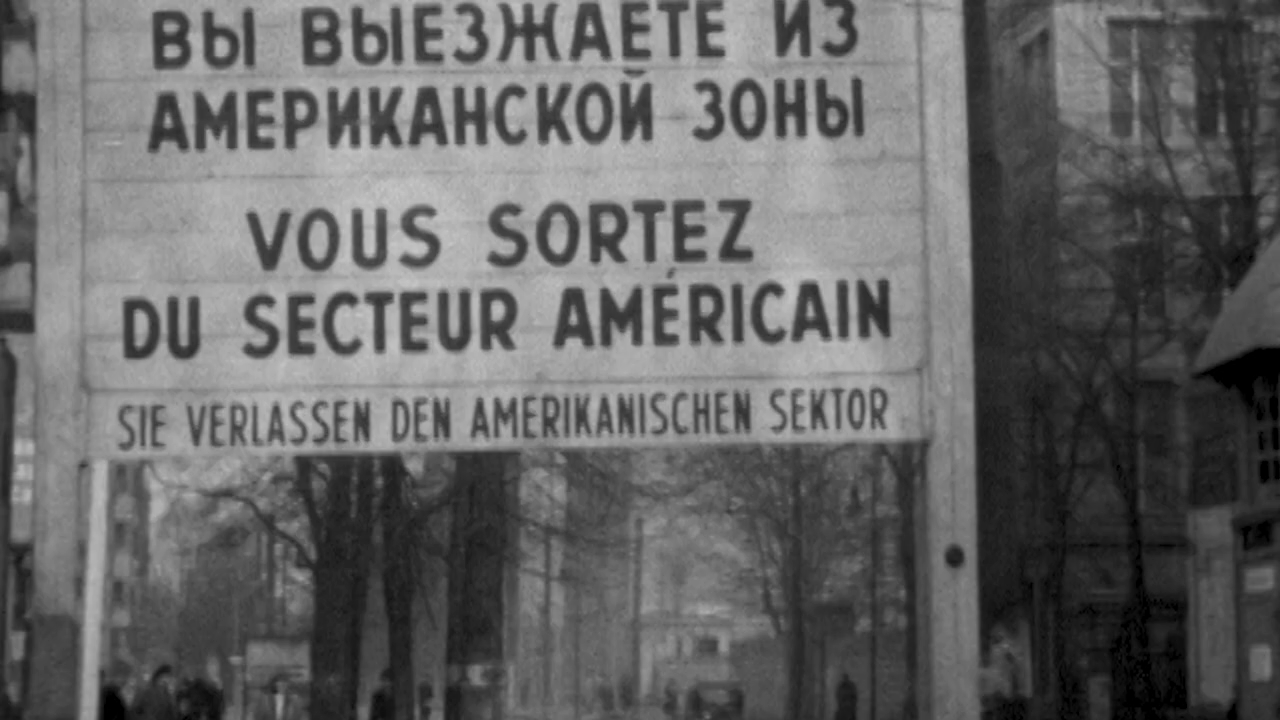 ВЫ ВЫЕЗЖАЕТЕ ИЗ
АМЕРИКАНСКОЙ ЗОНЫ
VOUS SORTEZ
DU SECTEUR AMÉRICAIN
SIE VERLASSEN DEN AMERIKANISCHEN SEKTOR